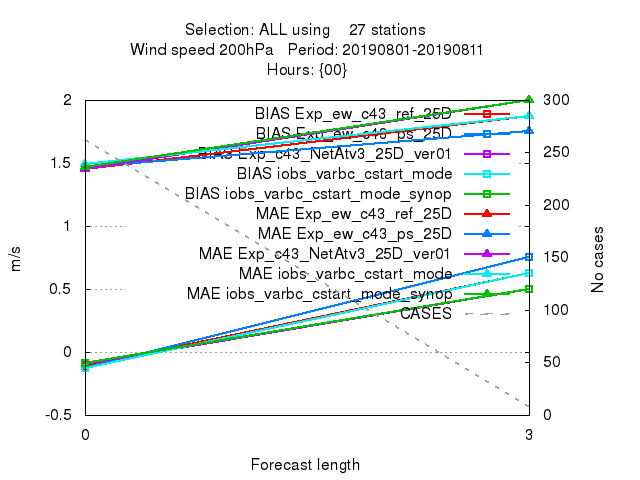 Selection: ALL using 27 stations
Wind speed 200hPa Period: 20190801-20190811
Hours: {00}
2
1.5
1
0.5
0
-0.5
300
250
200
150
100
50
0
m/s
No cases
BIAS Exp_ew_c43_ref_25D
BIAS Exp_ew_c43_ps_25D
BIAS Exp_c43_NetAtv3_25D_ver01
BIAS iobs_varbc_cstart_mode
BIAS iobs_varbc_cstart_mode_synop
MAE Exp_ew_c43_ref_25D
MAE Exp_ew_c43_ps_25D
MAE Exp_c43_NetAtv3_25D_ver01
MAE iobs_varbc_cstart_mode
MAE iobs_varbc_cstart_mode_synop
CASES
0 3
Forecast length